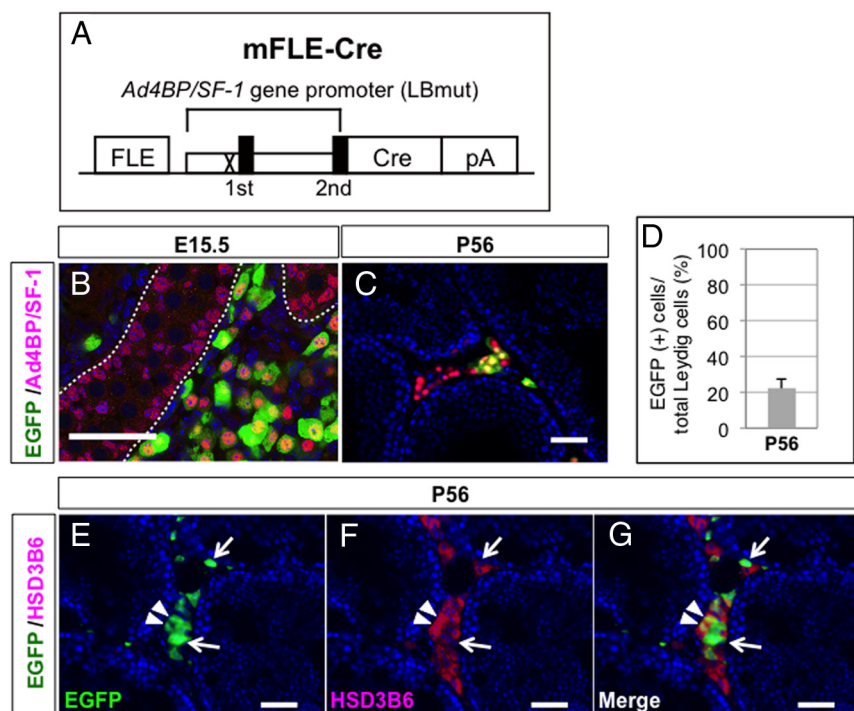 A
mFLE-Cre
Ad4BP/SF-1 gene promoter (LBmut)
FLE
X
Cre
pA
1st
2nd
E15.5
P56
EGFP /Ad4BP/SF-1
B
C
D
EGFP (+) cells/
total Leydig cells (%)
100
80
60
40
20
0
P56
P56
EGFP /HSD3B6
E
F
G
EGFP
HSD3B6
Merge